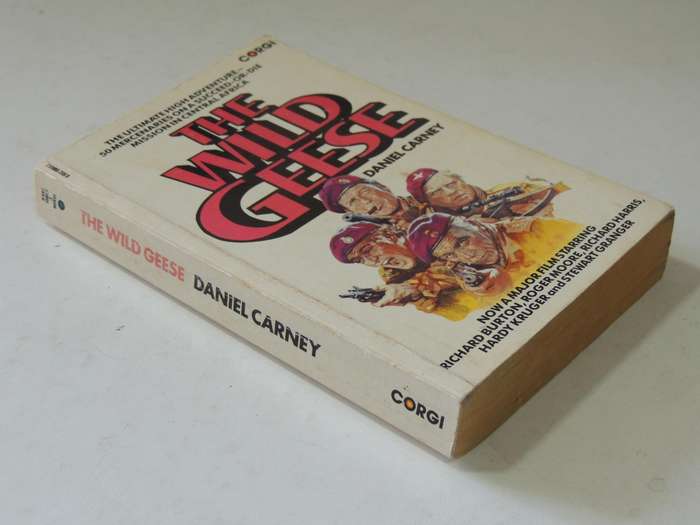 CORGI
THE ULTIMATE HIGH ADVENTURE...
50 MERCENARIES ON A SUCCEED-OR-DIE
MISSION IN CENTRAL AFRICA
THE
WILD
GEESE
DANIEL CARNEY
NOW A MAJOR FILM STARRING
RICHARD BURTON, ROGER MOORE, RICHARD HARRIS,
HARDY KRUGER and STEWART GRANGER
THE WILD GEESE DANIEL CARNEY
CORGI